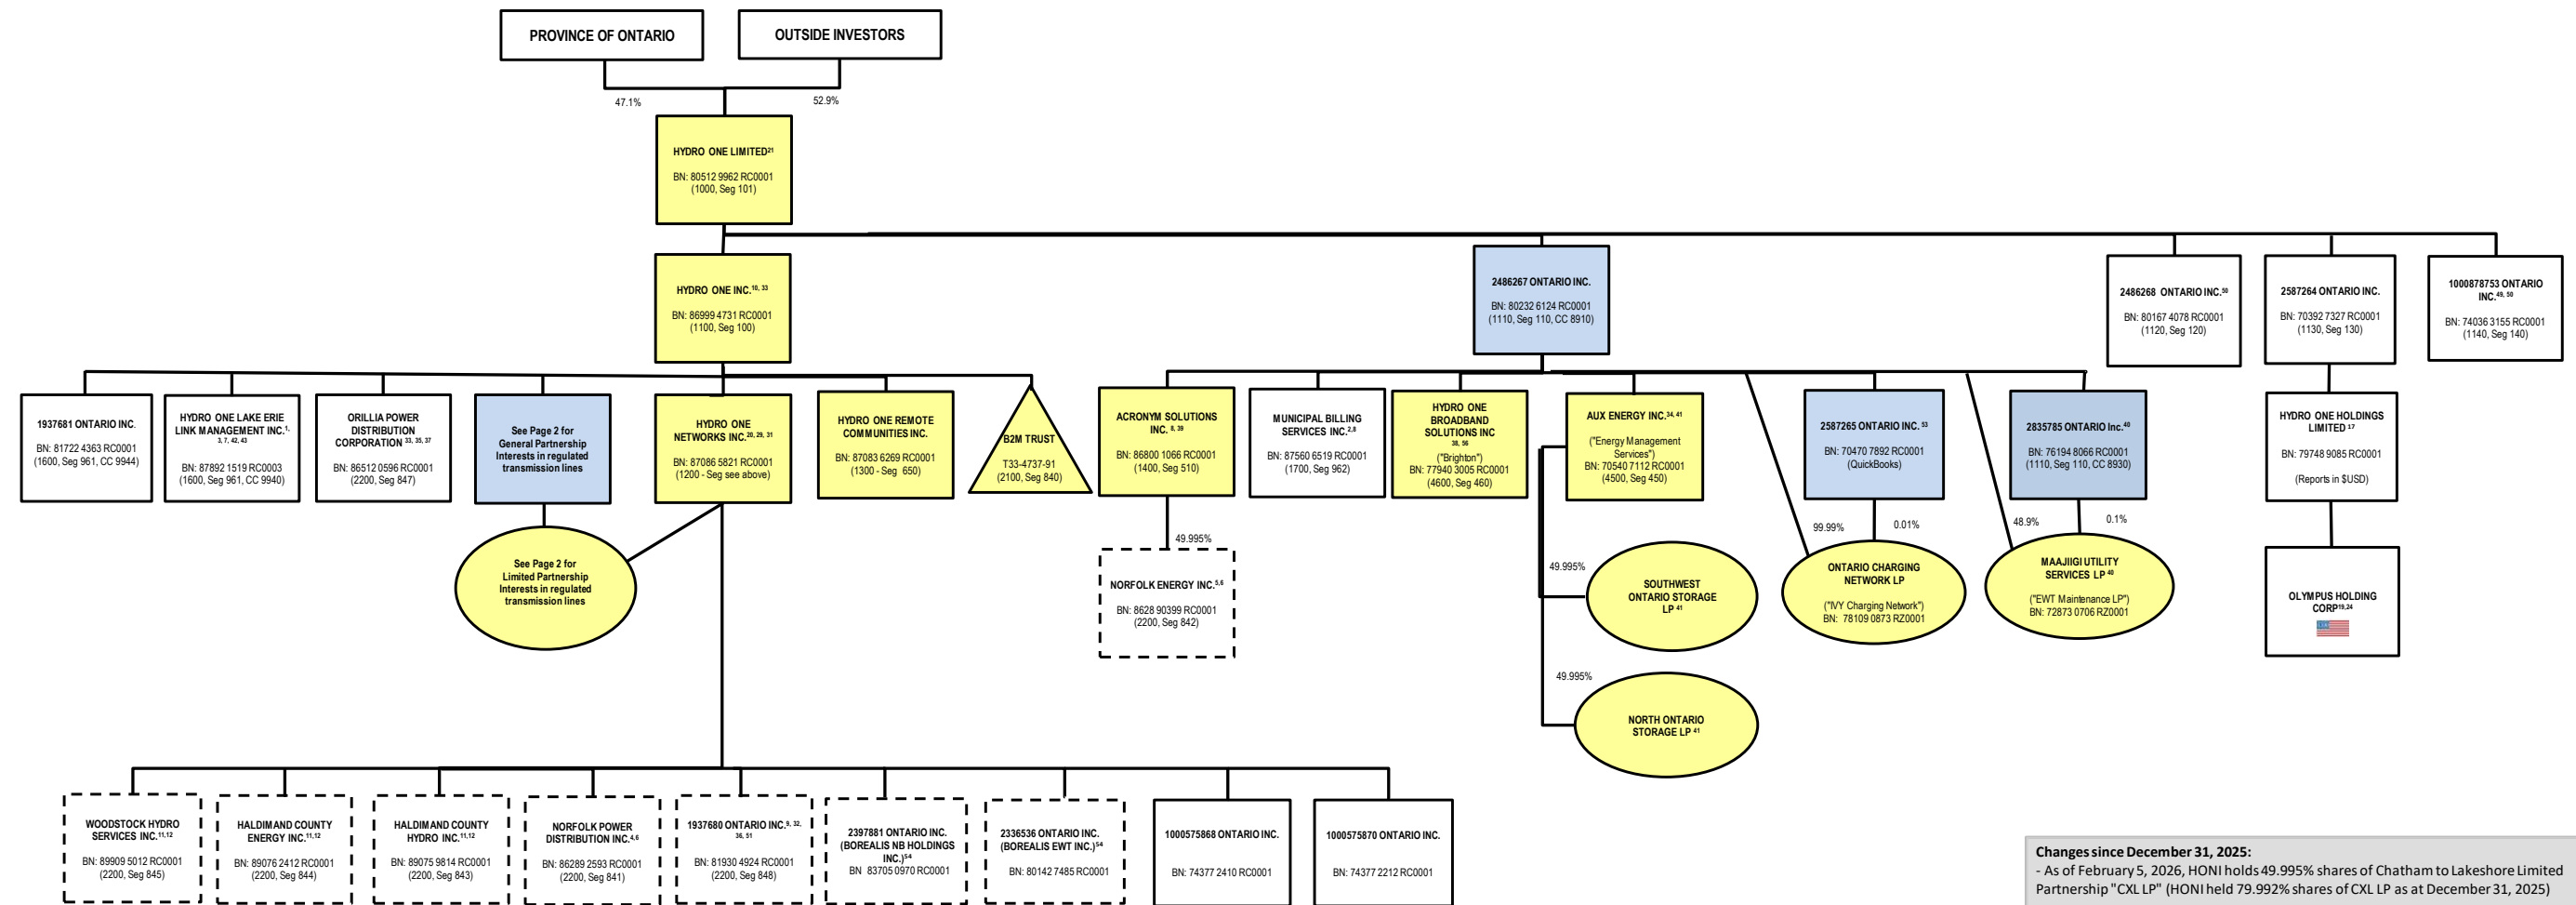 PROVINCE OF ONTARIO
OUTSIDE INVESTORS
47.1%
52.9%
HYDRO ONE LIMITED21
BN: 80512 9962 RC0001
(1000, Seg 101)
HYDRO ONE INC.10, 33
BN: 86999 4731 RC0001
(1100, Seg 100)
2486267 ONTARIO INC.
BN: 80232 6124 RC0001
(1110, Seg 110, CC 8910)
2486268 ONTARIO INC.50
BN: 80167 4078 RC0001
(1120, Seg 120)
2587264 ONTARIO INC.
BN: 70392 7327 RC0001
(1130, Seg 130)
1000878753 ONTARIO
INC.49, 50
BN: 74036 3155 RC0001
(1140, Seg 140)
1937681 ONTARIO INC.
BN: 81722 4363 RC0001
(1600, Seg 961, CC 9944)
HYDRO ONE LAKE ERIE
LINK MANAGEMENT INC.1,
3, 7, 42, 43
BN: 87892 1519 RC0003
(1600, Seg 961, CC 9940)
ORILLIA POWER
DISTRIBUTION
CORPORATION 33, 35, 37
BN: 86512 0596 RC0001
(2200, Seg 847)
See Page 2 for
General Partnership
Interests in regulated
transmission lines
HYDRO ONE
NETWORKS INC.20, 29, 31
BN: 87086 5821 RC0001
(1200 - Seg see above)
HYDRO ONE REMOTE
COMMUNITIES INC.
BN: 87083 6269 RC0001
(1300 - Seg 650)
B2M TRUST
T33-4737-91
(2100, Seg 840)
ACRONYM SOLUTIONS
INC. 8, 39
BN: 86800 1066 RC0001
(1400, Seg 510)
MUNICIPAL BILLING
SERVICES INC.2,8
BN: 87560 6519 RC0001
(1700, Seg 962)
HYDRO ONE
BROADBAND
SOLUTIONS INC
38, 56
("Brighton")
BN: 77940 3005 RC0001
(4600, Seg 460)
AUX ENERGY INC.34, 41
("Energy Management
Services")
BN: 70540 7112 RC0001
(4500, Seg 450)
2587265 ONTARIO INC. 53
BN: 70470 7892 RC0001
(QuickBooks)
2835785 ONTARIO Inc.40
BN: 76194 8066 RC0001
(1110, Seg 110, CC 8930)
HYDRO ONE HOLDINGS
LIMITED 17
BN: 79748 9085 RC0001
(Reports in $USD)
See Page 2 for
Limited Partnership
Interests in regulated
transmission lines
49.995%
NORFOLK ENERGY INC.5,6
BN: 8628 90399 RC0001
(2200, Seg 842)
49.995%
SOUTHWEST
ONTARIO STORAGE
LP 41
49.995%
NORTH ONTARIO
STORAGE LP 41
99.99%
0.01%
ONTARIO CHARGING
NETWORK LP
("IVY Charging Network")
BN: 78109 0873 RZ0001
48.9%
0.1%
MAAJIIGI UTILITY
SERVICES LP 40
("EWT Maintenance LP")
BN: 72873 0706 RZ0001
OLYMPUS HOLDING
CORP19,24
WOODSTOCK HYDRO
SERVICES INC.11,12
BN: 89909 5012 RC0001
(2200, Seg 845)
HALDIMAND COUNTY
ENERGY INC.11,12
BN: 89076 2412 RC0001
(2200, Seg 844)
HALDIMAND COUNTY
HYDRO INC.11,12
BN: 89075 9814 RC0001
(2200, Seg 843)
NORFOLK POWER
DISTRIBUTION INC.4,6
BN: 86289 2593 RC0001
(2200, Seg 841)
1937680 ONTARIO INC.9, 32,
36, 51
BN: 81930 4924 RC0001
(2200, Seg 848)
2397881 ONTARIO INC.
(BOREALIS NB HOLDINGS
INC.)54
BN 83705 0970 RC0001
2336536 ONTARIO INC.
(BOREALIS EWT INC.)54
BN: 80142 7485 RC0001
1000575868 ONTARIO INC.
BN: 74377 2410 RC0001
1000575870 ONTARIO INC.
BN: 74377 2212 RC0001
Changes since December 31, 2025:
- As of February 5, 2026, HONI holds 49.995% shares of Chatham to Lakeshore Limited
Partnership "CXL LP" (HONI held 79.992% shares of CXL LP as at December 31, 2025)